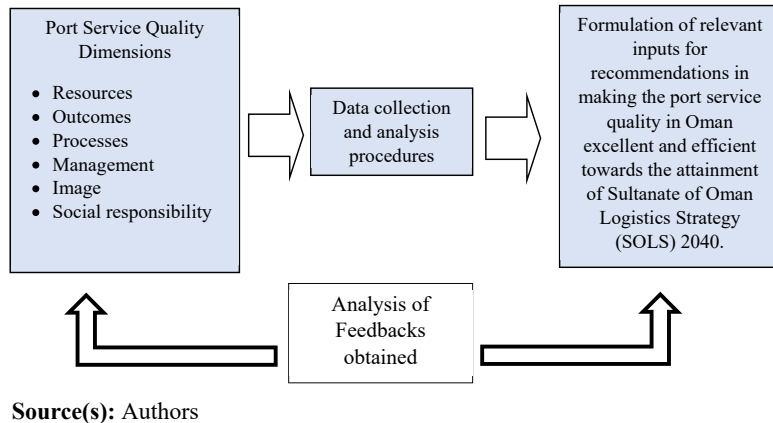 Port Service Quality
Dimensions
• Resources
• Outcomes
• Processes
• Management
• Image
• Social responsibility
Data collection
and analysis
procedures
Formulation of relevant
inputs for
recommendations in
making the port service
quality in Oman
excellent and efficient
towards the attainment
of Sultanate of Oman
Logistics Strategy
(SOLS) 2040.
Analysis of
Feedbacks
obtained
Source(s): Authors